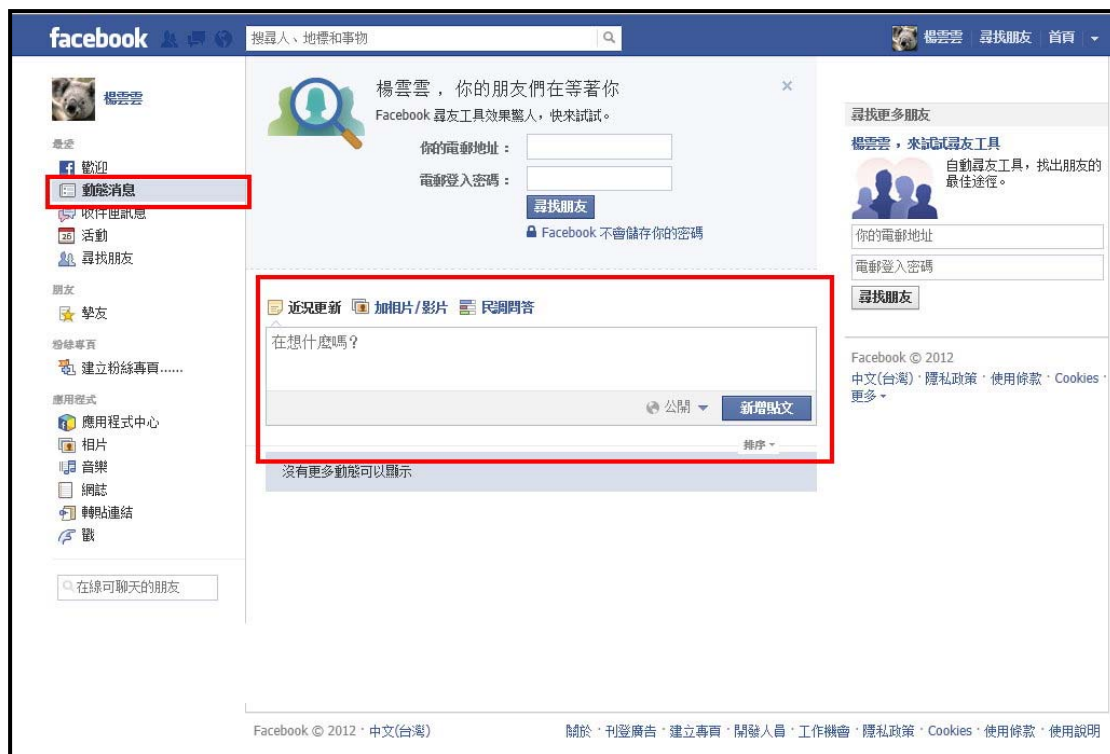 facebook
搜尋人、地標和事物
楊雲雲 尋找朋友 首頁
楊雲雲
最愛
歡迎
動態消息
收件匣訊息
26 活動
尋找朋友
朋友
摯友
粉絲專頁
建立粉絲專頁......
應用程式
應用程式中心
相片
音樂
網誌
轉貼連結
戳
在線可聊天的朋友
楊雲雲，你的朋友們在等著你
Facebook 尋友工具效果驚人，快來試試。
你的電郵地址：
電郵登入密碼：
尋找朋友
Facebook 不會儲存你的密碼
近況更新 加相片/影片 民調問答
在想什麼嗎？
公開 新增貼文
排序
沒有更多動態可以顯示
尋找更多朋友
楊雲雲，來試試尋友工具
自動尋友工具，找出朋友的
最佳途徑。
你的電郵地址
電郵登入密碼
尋找朋友
Facebook © 2012
中文(台灣)·隱私政策·使用條款·Cookies·
更多
Facebook © 2012·中文(台灣)
關於·刊登廣告·建立專頁·開發人員·工作機會·隱私政策·Cookies·使用條款·使用說明